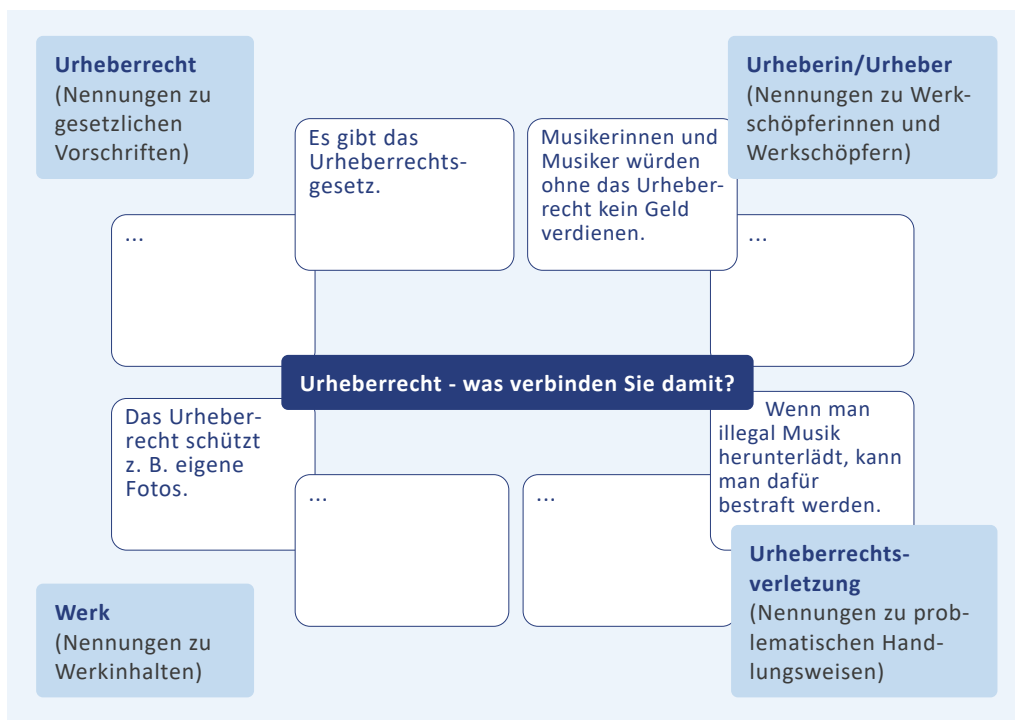 Urheberrecht
(Nennungen zu
gesetzlichen
Vorschriften)
Urheberin/Urheber
(Nennungen zu Werk-
schöpferinnen und
Werkschöpfern)
Es gibt das
Urheberrechts-
gesetz.
Musikerinnen und
Musiker würden
ohne das Urheber-
recht kein Geld
verdienen.
...
...
Urheberrecht - was verbinden Sie damit?
Das Urheber-
recht schützt
z. B. eigene
Fotos.
...
...
Wenn man
illegal Musik
herunterlädt, kann
man dafür
bestraft werden.
Werk
(Nennungen zu
Werkinhalten)
Urheberrechts-
verletzung
(Nennungen zu prob-
lematischen Hand-
lungsweisen)